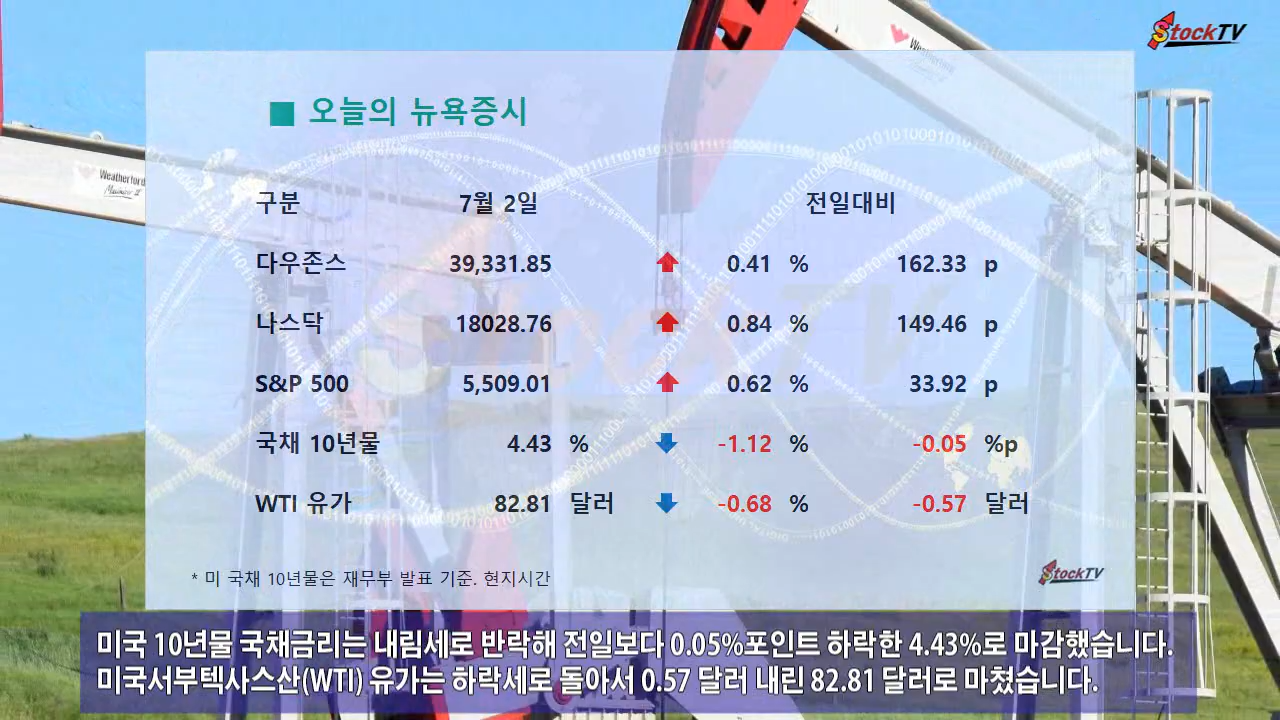 StockTV
Weatherford
Weatherford
■ 오늘의 뉴욕증시
구분 7월 2일 전일대비
다우존스 39,331.85 0.41 % 162.33 p
나스닥 18028.76 0.84 % 149.46 p
S&P 500 5,509.01 0.62 % 33.92 p
국채 10년물 4.43 % -1.12 % -0.05 %p
WTI 유가 82.81 달러 -0.68 % -0.57 달러
* 미 국채 10년물은 재무부 발표 기준. 현지시간
StockTV
미국 10년물 국채금리는 내림세로 반락해 전일보다 0.05%포인트 하락한 4.43%로 마감했습니다.
미국서부텍사스산(WTI) 유가는 하락세로 돌아서 0.57 달러 내린 82.81 달러로 마쳤습니다.